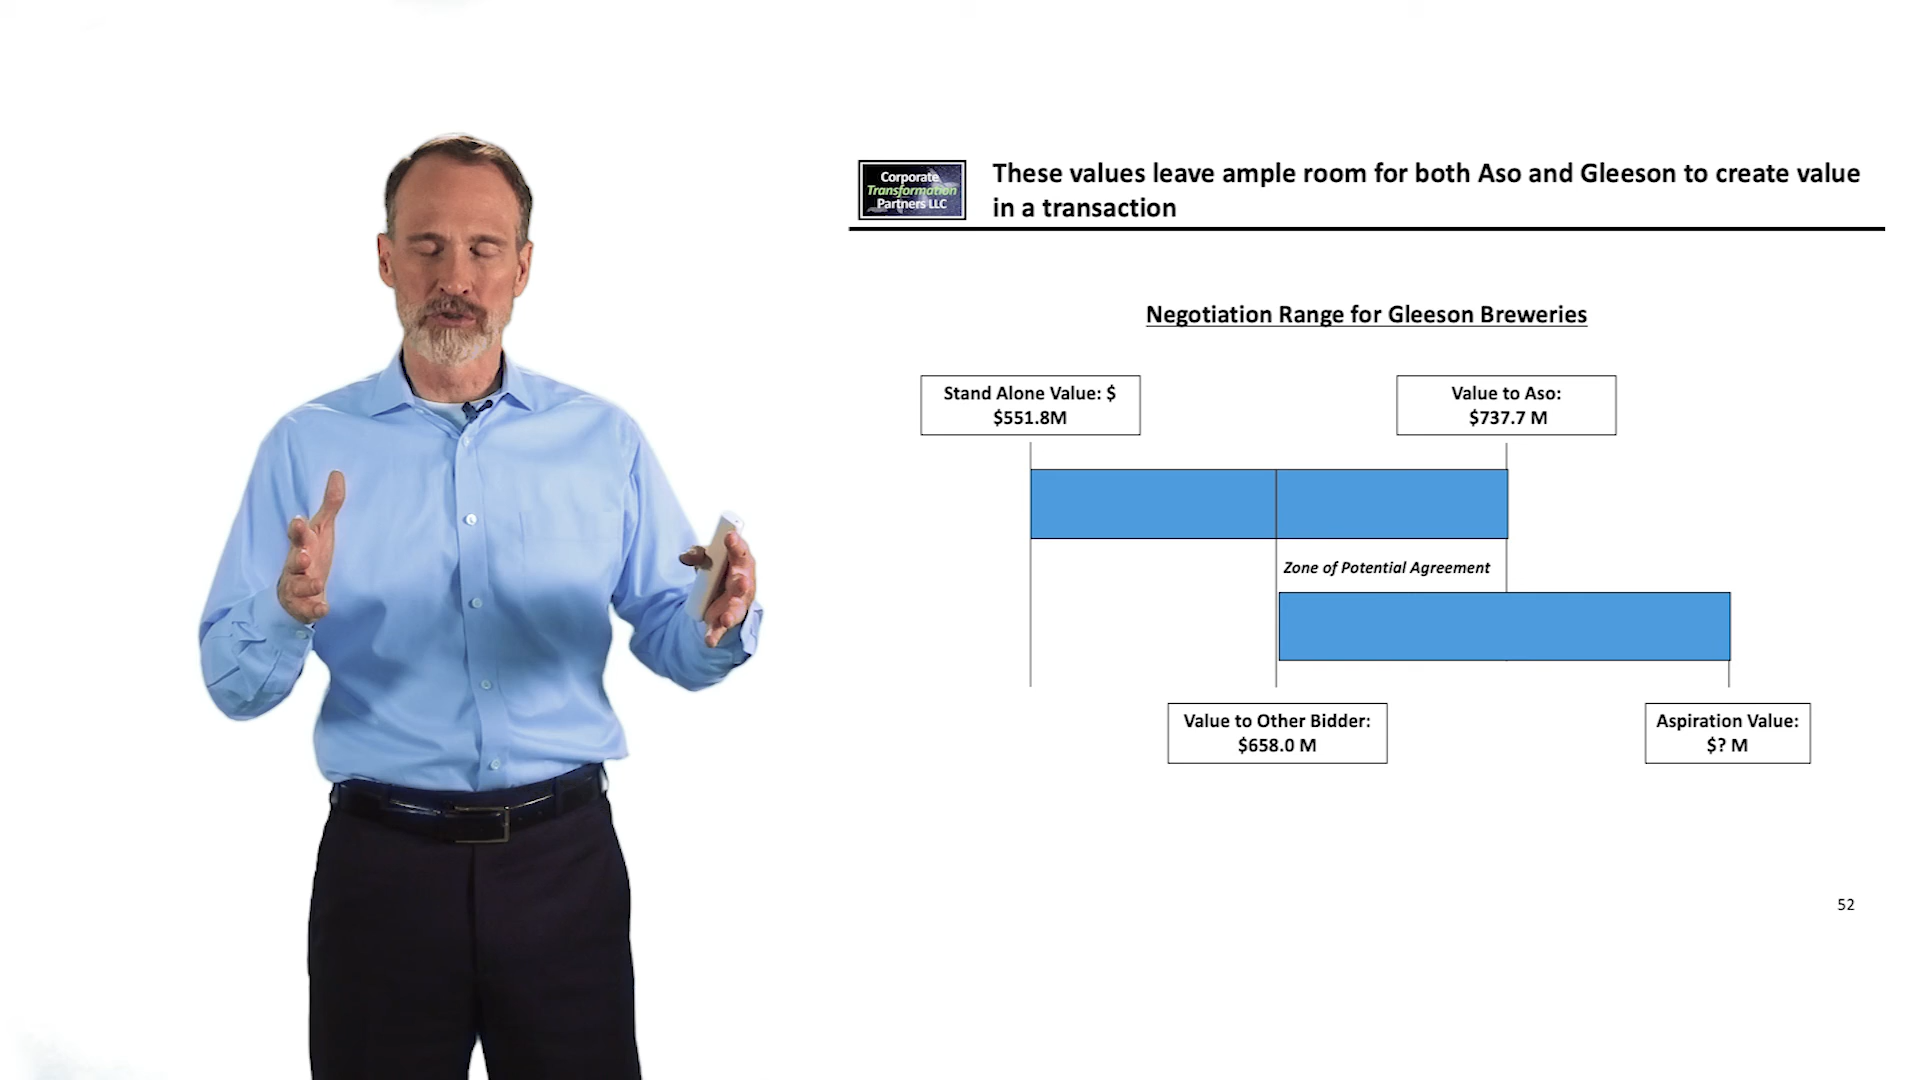 Corporate
Transformation
Partners LLC
These values leave ample room for both Aso and Gleeson to create value
in a transaction
Negotiation Range for Gleeson Breweries
Stand Alone Value: $
$551.8M
Value to Aso:
$737.7 M
Zone of Potential Agreement
Value to Other Bidder:
$658.0 M
Aspiration Value:
$? M
52